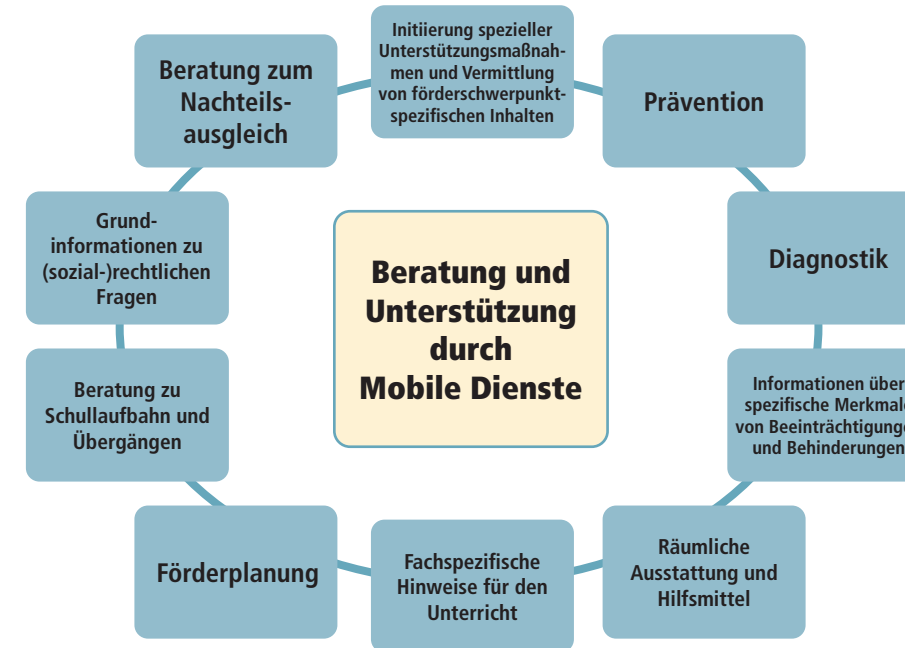 Initiierung spezieller
Unterstützungsmaßnah-
men und Vermittlung
von förderschwerpunkt-
spezifischen Inhalten
Prävention
Diagnostik
Informationen über
spezifische Merkmale
von Beeinträchtigunge
und Behinderungen
Räumliche
Ausstattung und
Hilfsmittel
Fachspezifische
Hinweise für den
Unterricht
Förderplanung
Beratung zu
Schullaufbahn und
Übergängen
Grund-
informationen zu
(sozial-)rechtlichen
Fragen
Beratung zum
Nachteils-
ausgleich
Beratung und
Unterstützung
durch
Mobile Dienste